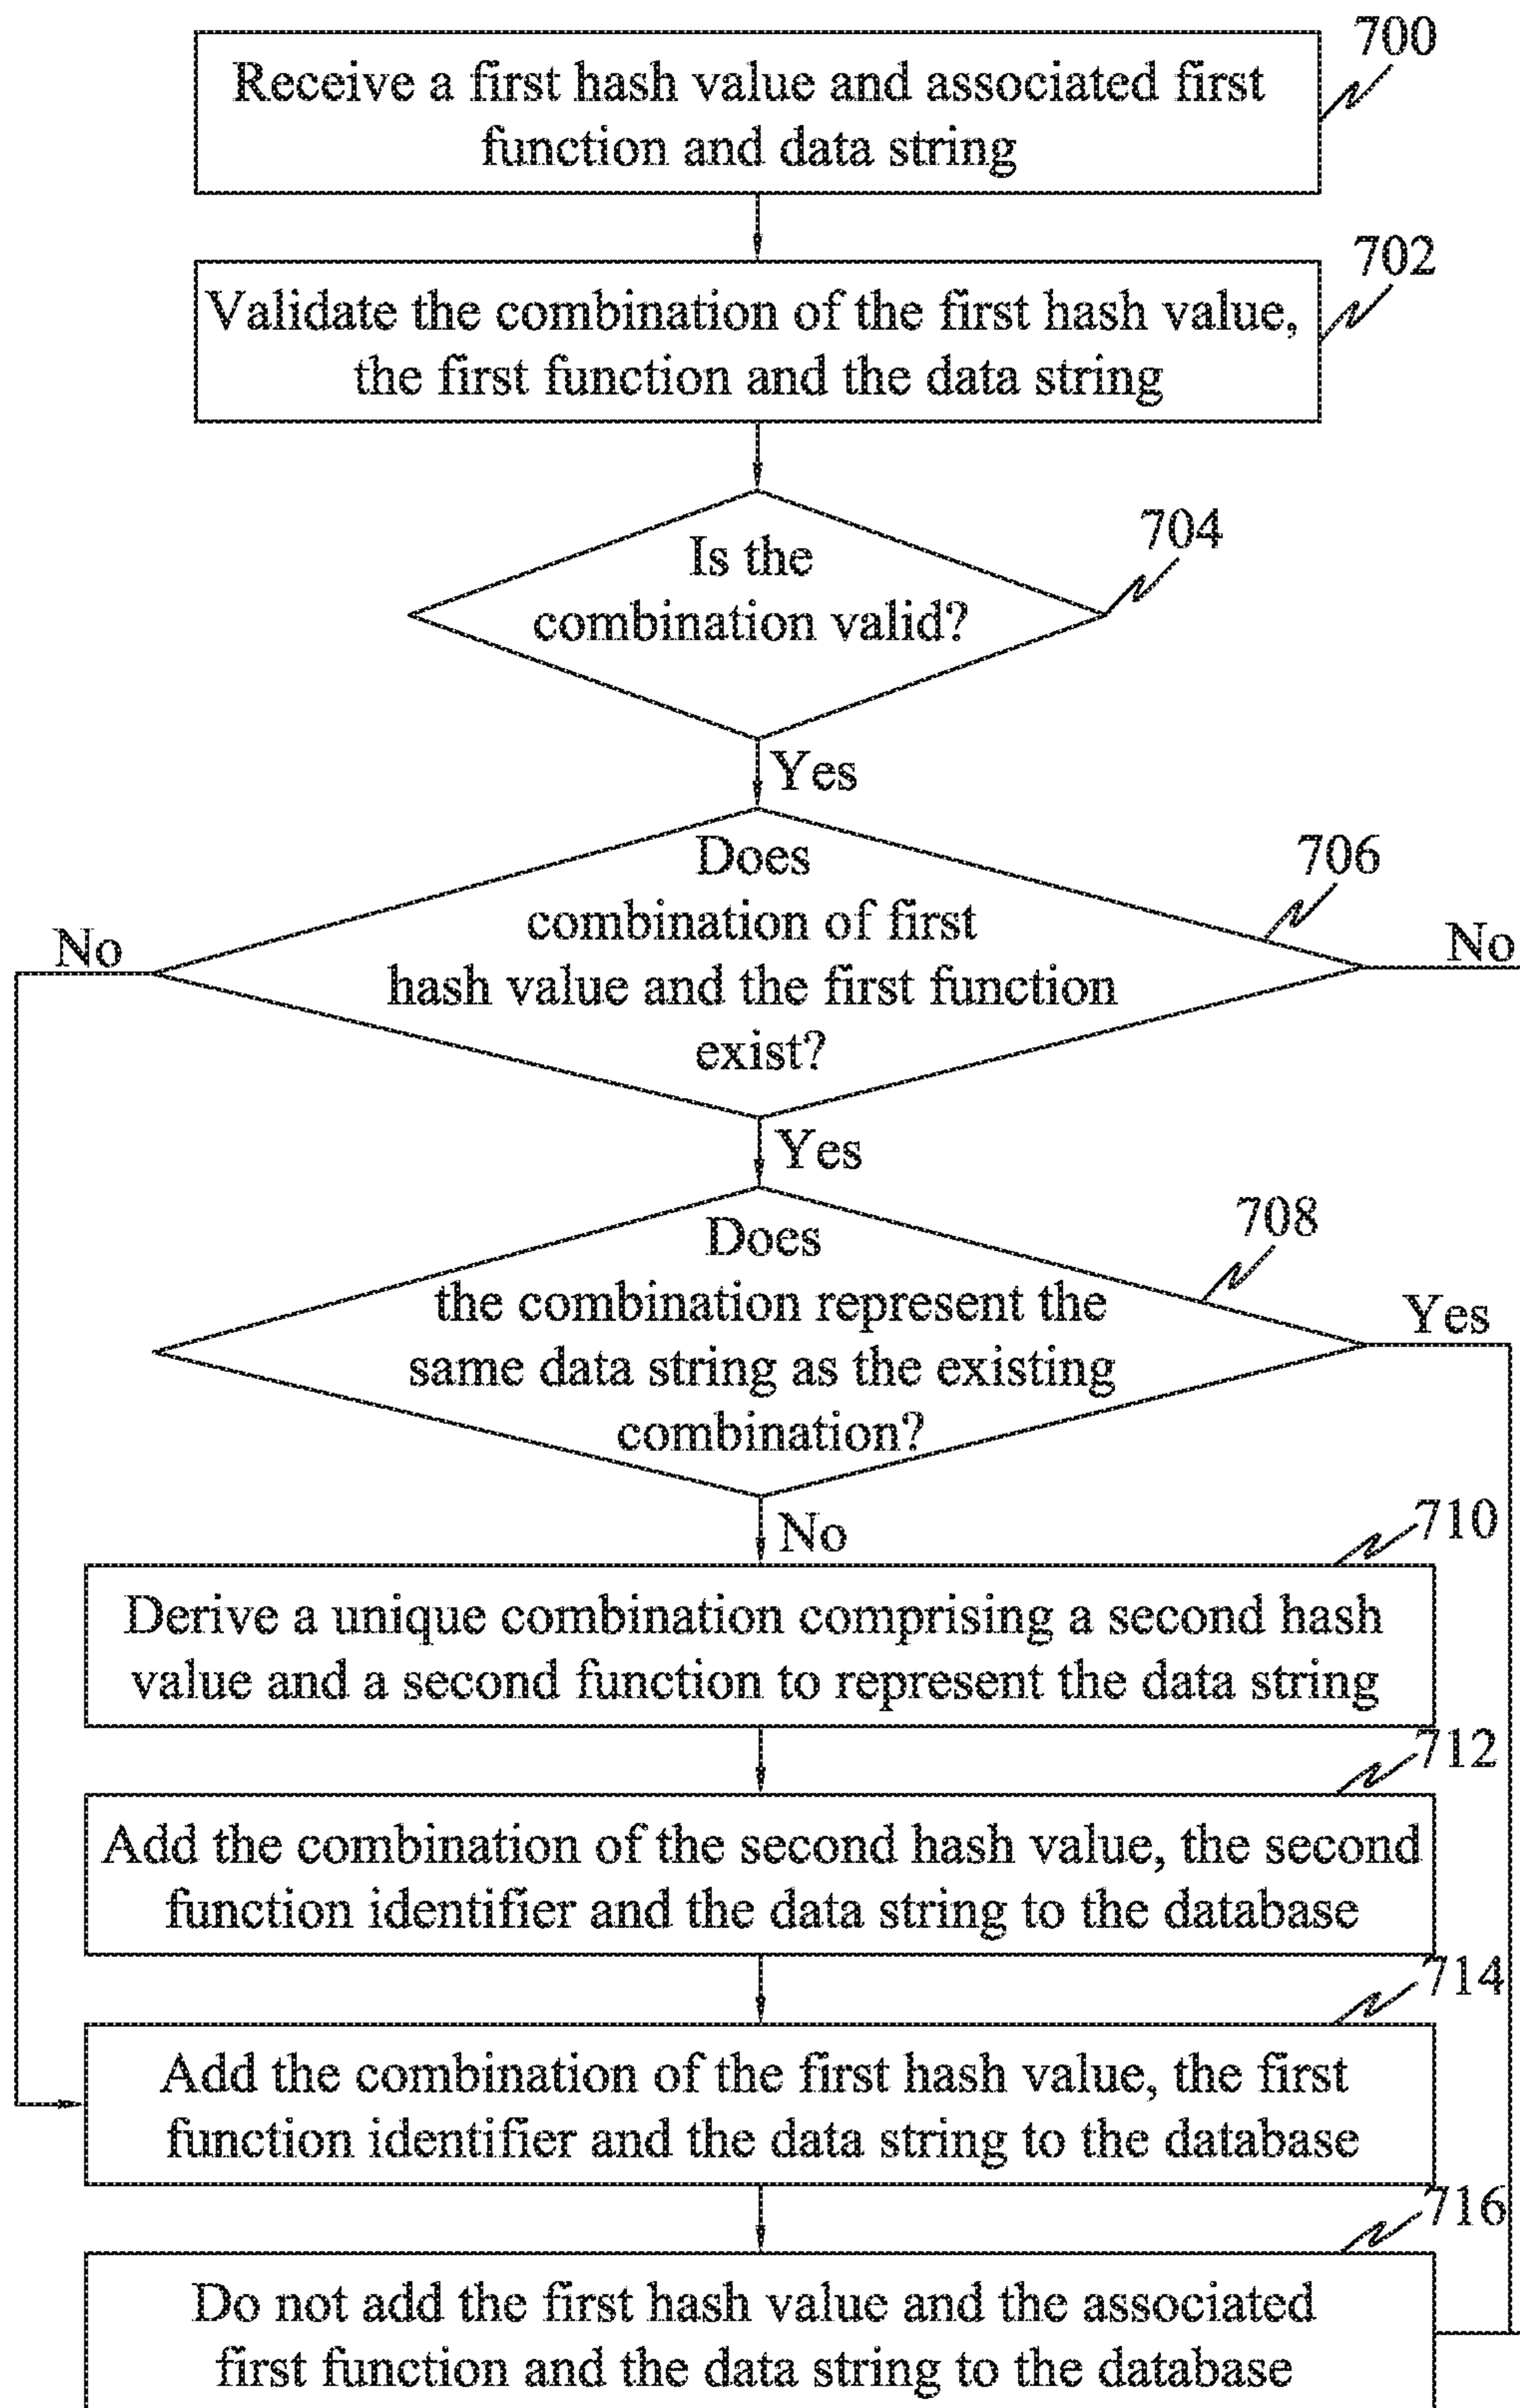 700
Receive a first hash value and associated first
function and data string
702
Validate the combination of the first hash value,
the first function and the data string
704
Is the
combination valid?
Yes
706
Does
combination of first
hash value and the first function
exist?
No
No
Yes
708
Does
the combination represent the
same data string as the existing
combination?
Yes
No
710
Derive a unique combination comprising a second hash
value and a second function to represent the data string
712
Add the combination of the second hash value, the second
function identifier and the data string to the database
714
Add the combination of the first hash value, the first
function identifier and the data string to the database
716
Do not add the first hash value and the associated
first function and the data string to the database